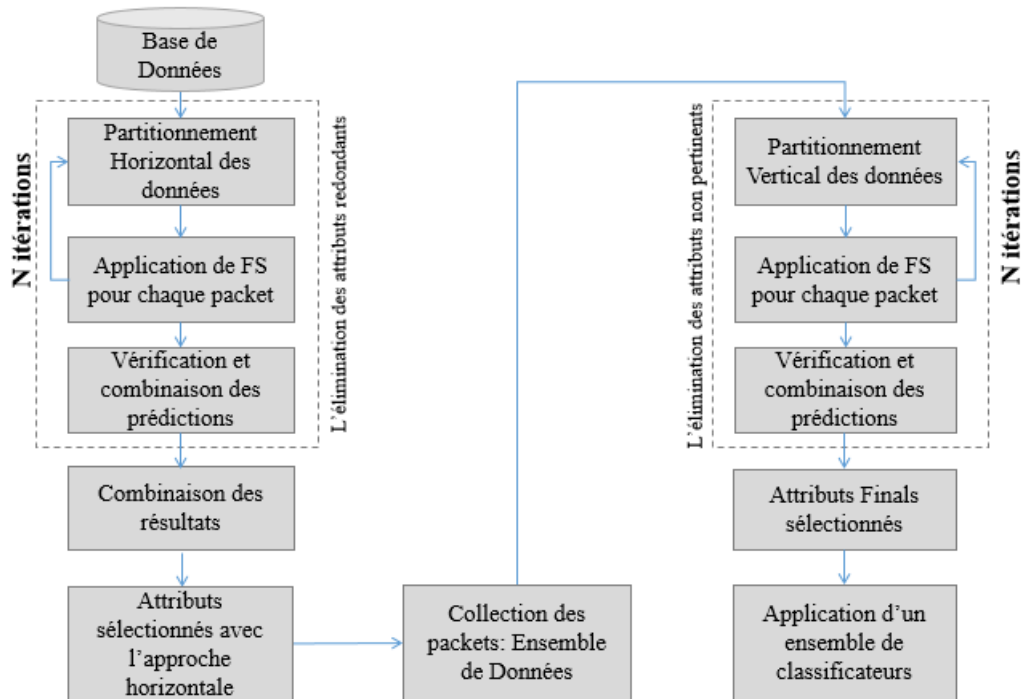 Base de
Données
N itérations
Partitionnement
Horizontal des
données
Application de FS
pour chaque packet
Vérification et
combinaison des
prédictions
L'élimination des attributs redondants
Combinaison des
résultats
Attributs
sélectionnés avec
l'approche
horizontale
Collection des
packets: Ensemble
de Données
L'élimination des attributs non pertinents
Partitionnement
Vertical des données
Application de FS
pour chaque packet
Vérification et
combinaison des
prédictions
N itérations
Attributs Finals
sélectionnés
Application d'un
ensemble de
classificateurs